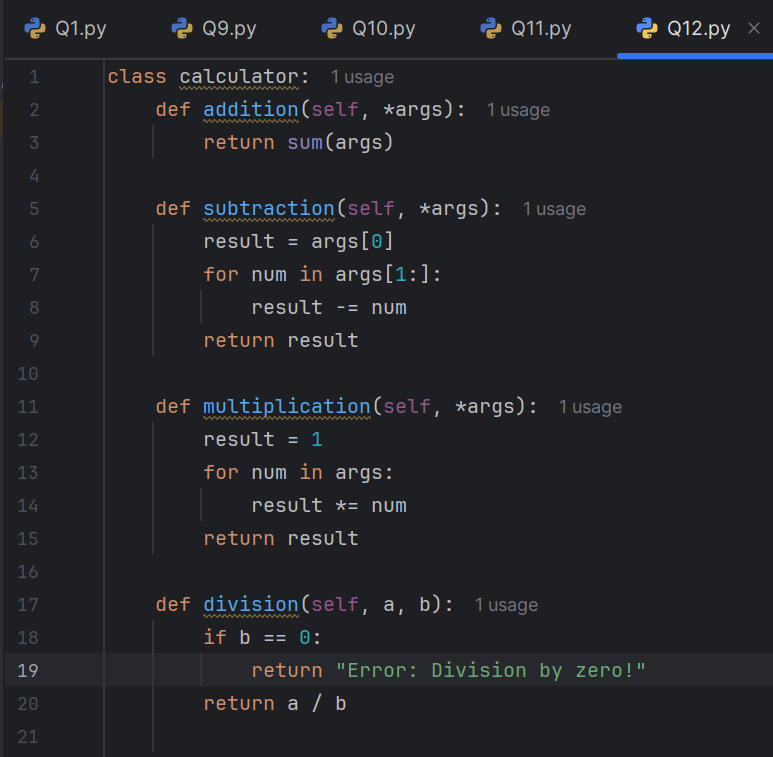 Q1.py Q9.py Q10.py Q11.py Q12.py
1 class calculator: 1 usage
2     def addition(self, *args): 1 usage
3         return sum(args)
4
5     def subtraction(self, *args): 1 usage
6         result = args[0]
7         for num in args[1:]:
8             result -= num
9         return result
10
11     def multiplication(self, *args): 1 usage
12         result = 1
13         for num in args:
14             result *= num
15         return result
16
17     def division(self, a, b): 1 usage
18         if b == 0:
19             return "Error: Division by zero!"
20         return a / b
21